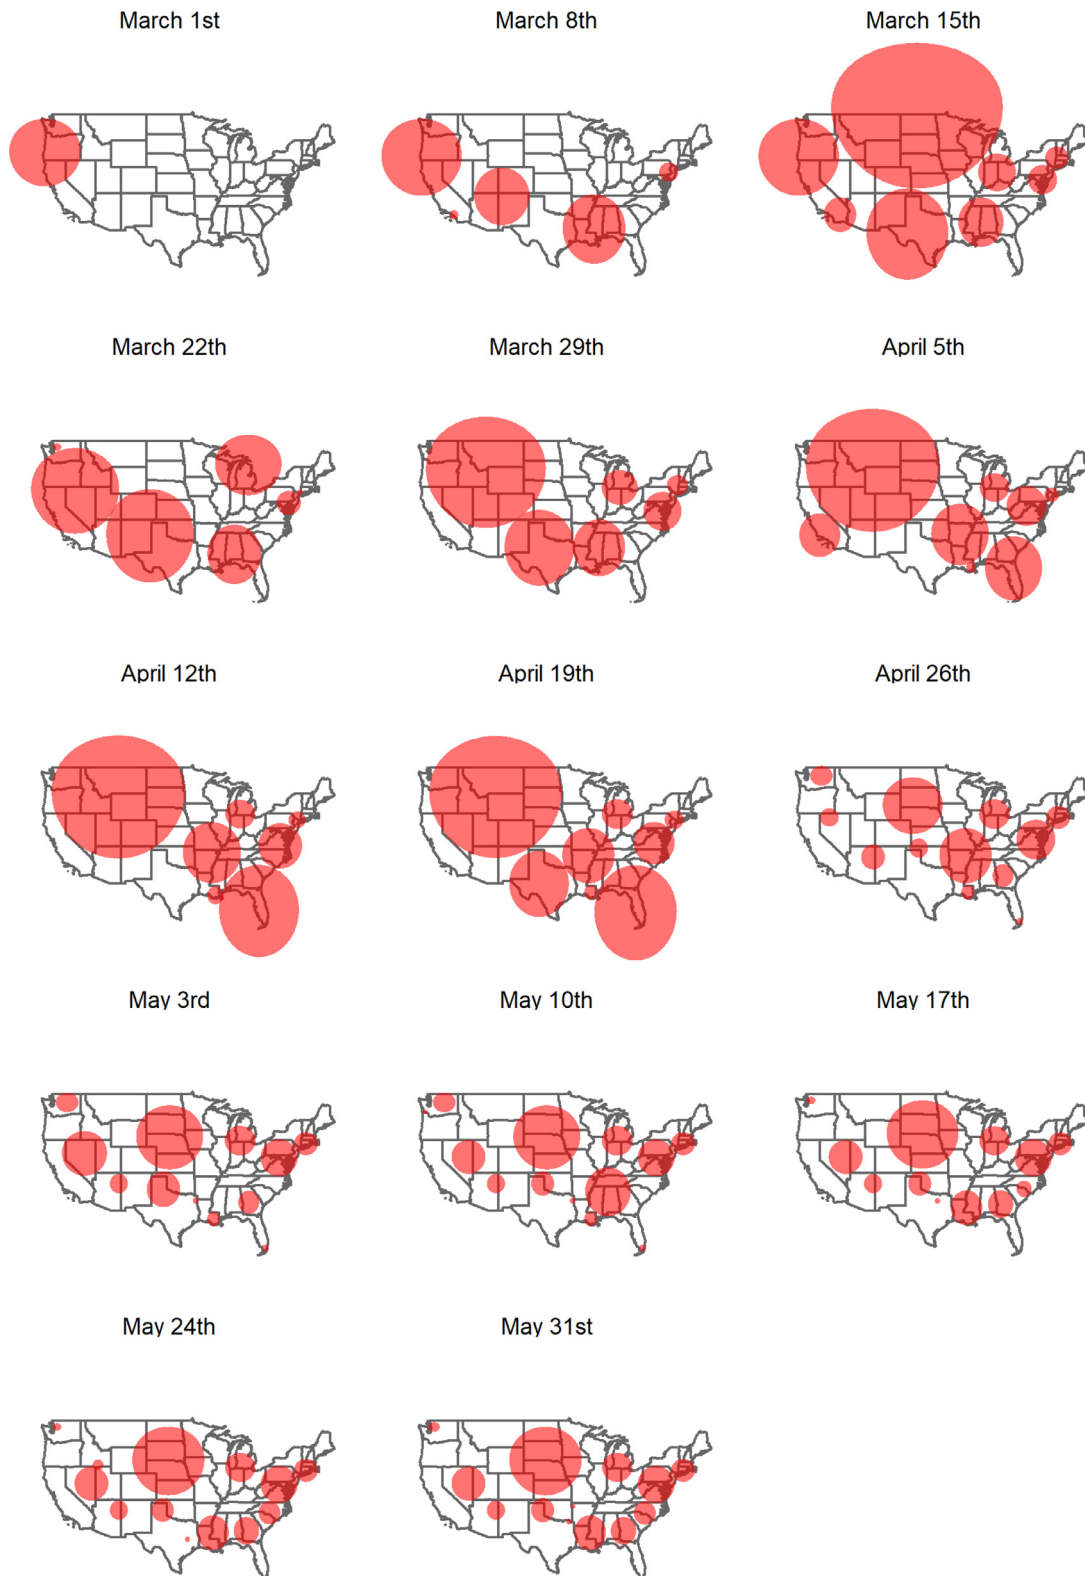 March 1st
March 8th
March 15th
March 22th
March 29th
April 5th
April 12th
April 19th
April 26th
May 3rd
May 10th
May 17th
May 24th
May 31st